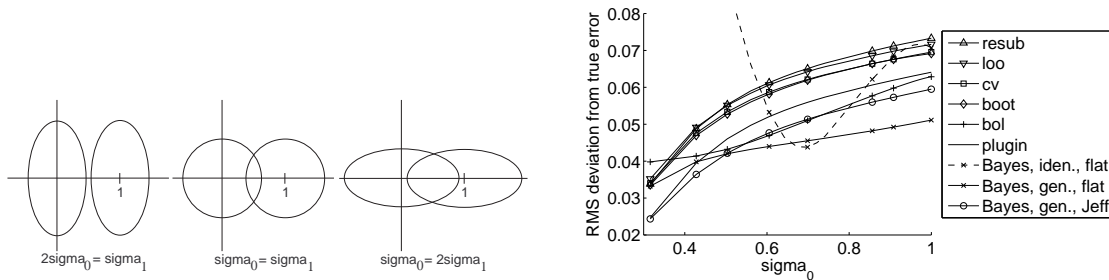 1
2sigma0 = sigma1
1
sigma0 = sigma1
1
sigma0 = 2sigma1
RMS deviation from true error
0.08
0.07
0.06
0.05
0.04
0.03
0.02
0.4
0.6
0.8
1
sigma0
resub
loo
cv
boot
bol
plugin
Bayes, iden., flat
Bayes, gen., flat
Bayes, gen., Jeff